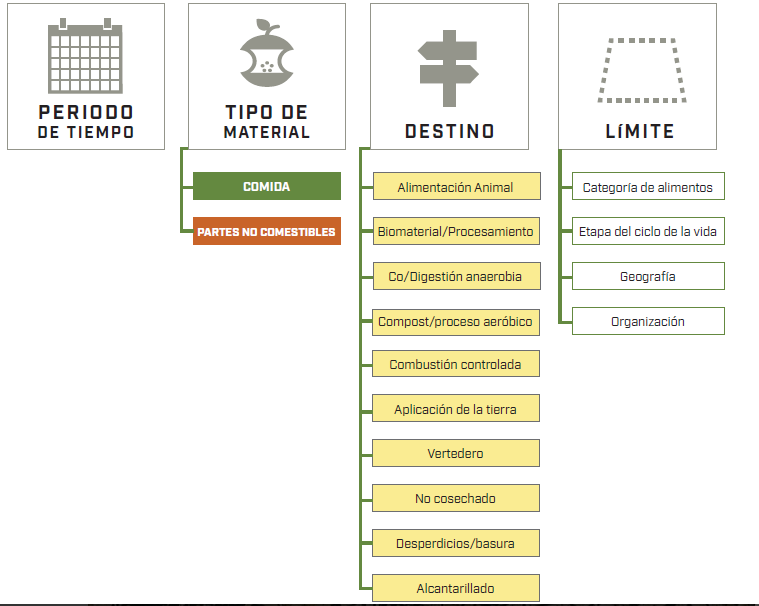 PERIODO
DE TIEMPO
TIPO DE
MATERIAL
COMIDA
PARTES NO COMESTIBLES
DESTINO
Alimentación Animal
Biomaterial/Procesamiento
Co/Digestión anaerobia
Compost/proceso aeróbico
Combustión controlada
Aplicación de la tierra
Vertedero
No cosechado
Desperdicios/basura
Alcantarillado
LíMITE
Categoría de alimentos
Etapa del ciclo de la vida
Geografía
Organización